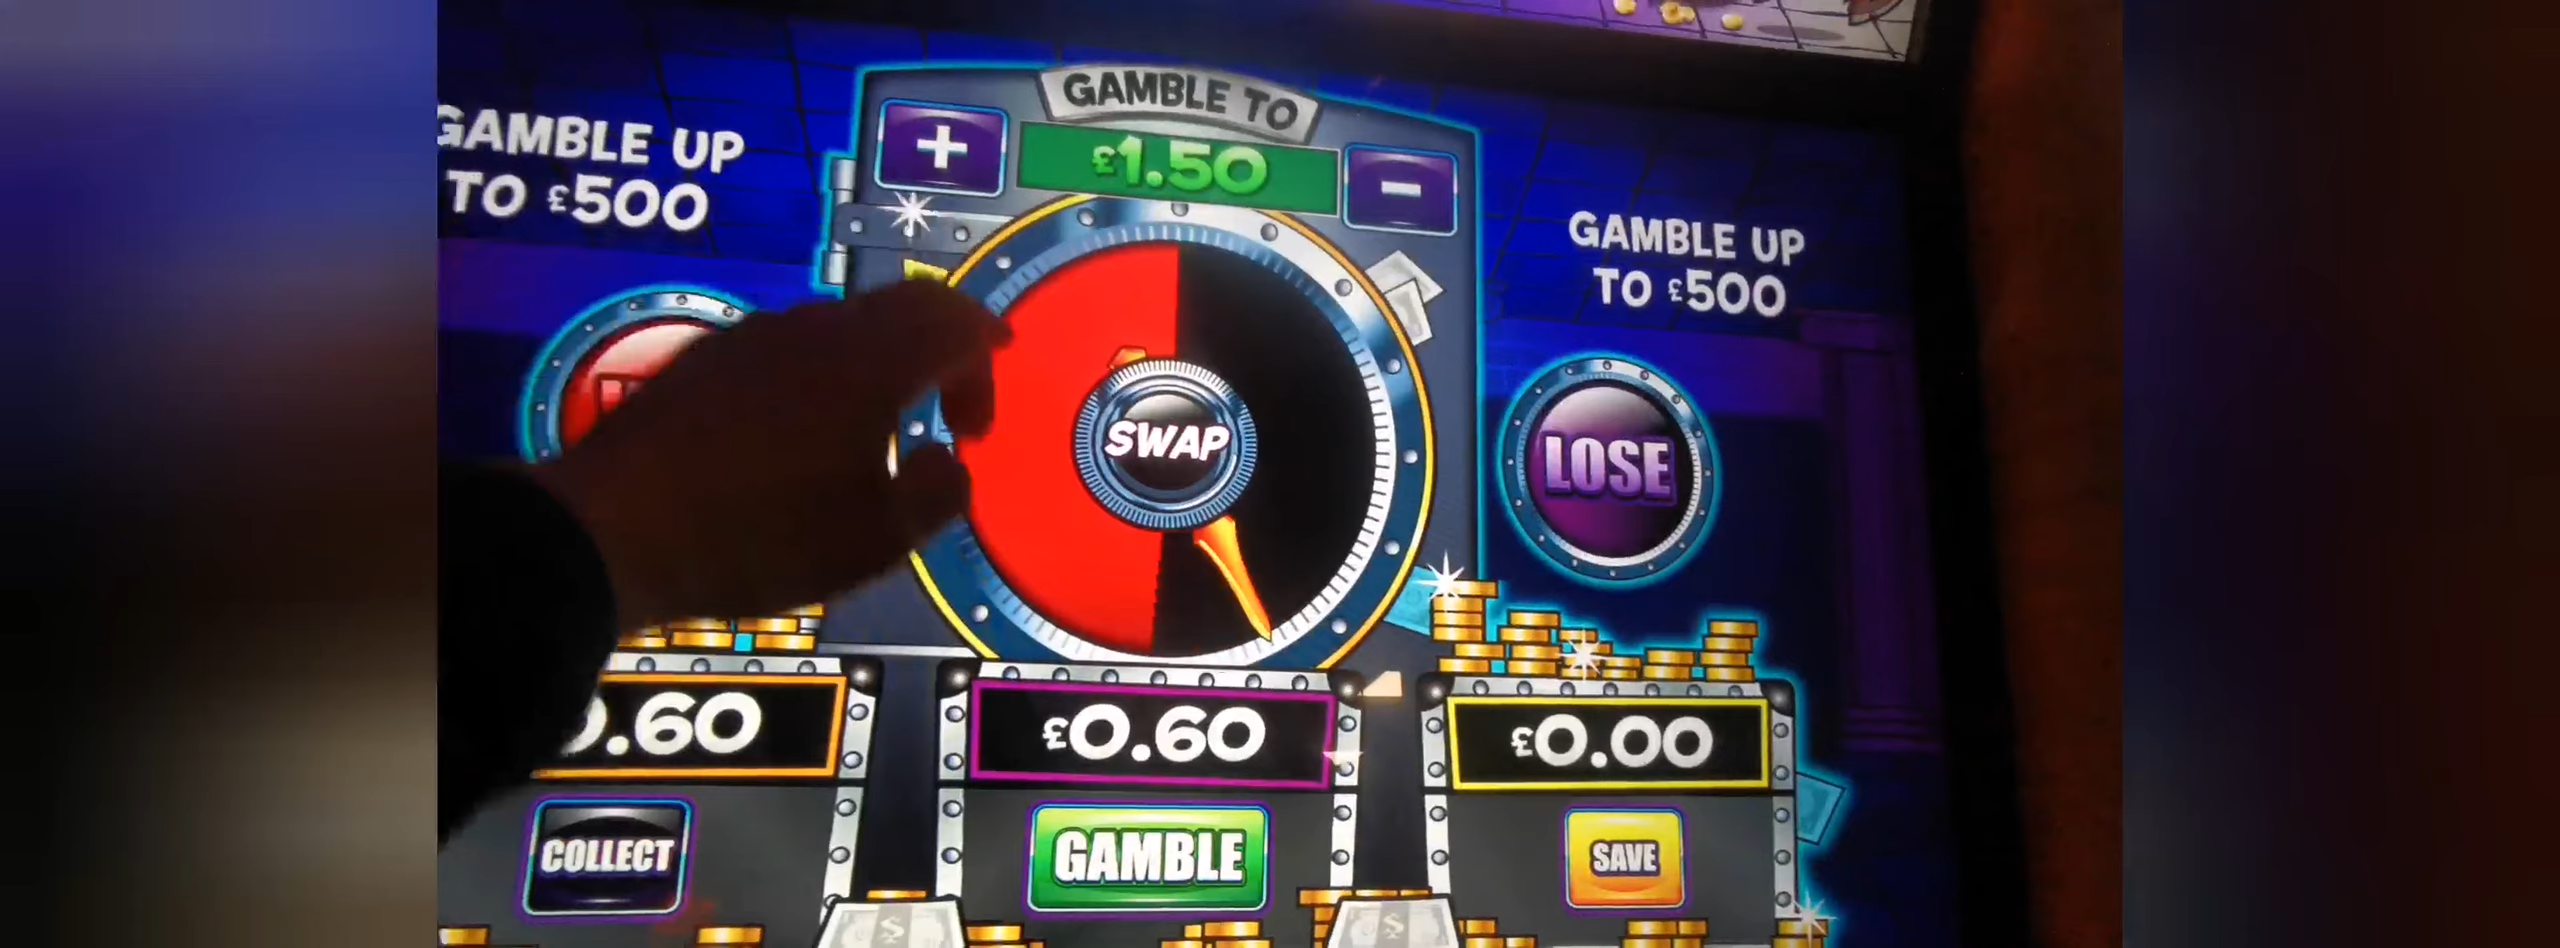 GAMBLE TO
£1.50
+
-
GAMBLE UP
TO £500
GAMBLE UP
TO £500
SWAP
LOSE
0.60
£0.60
£0.00
COLLECT
GAMBLE
SAVE